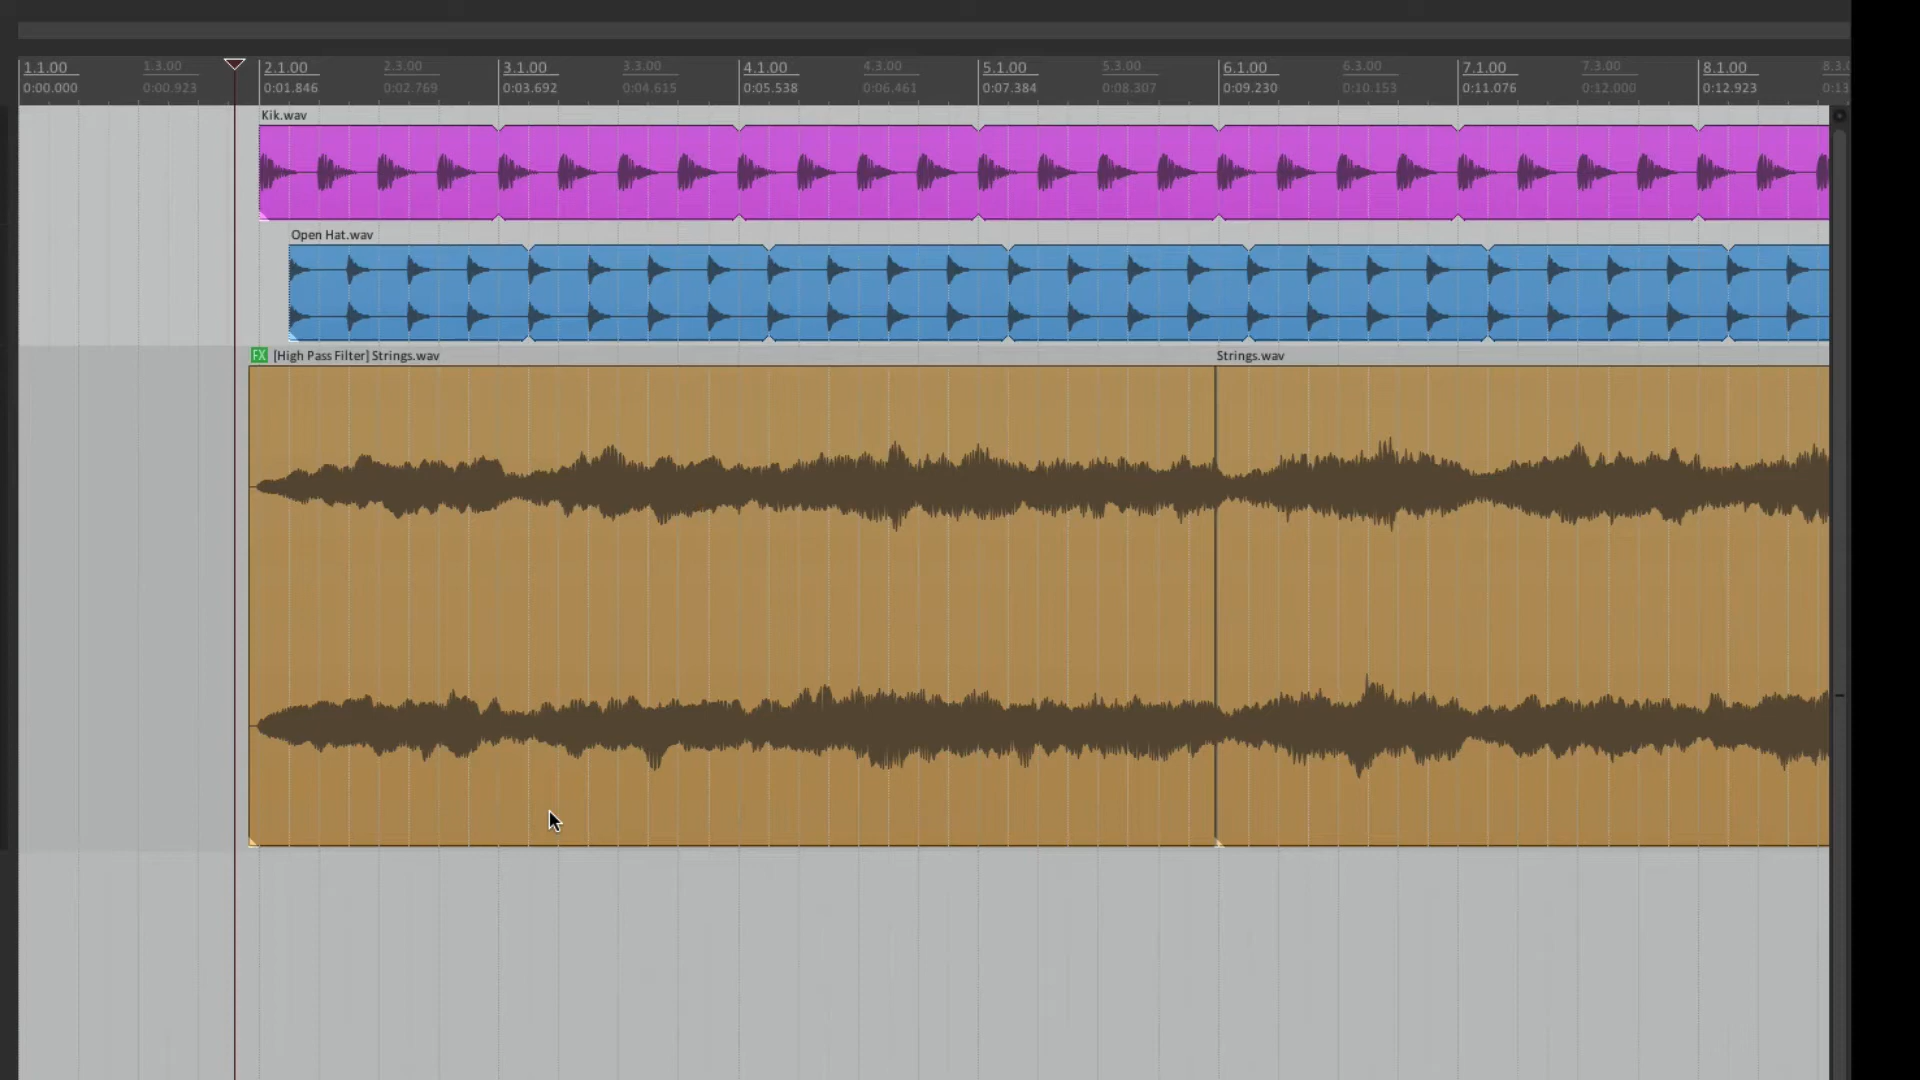 1.1.00 1.3.00 2.1.00 2.3.00 3.1.00 3.3.00 4.1.00 4.3.00 5.1.00 5.3.00 6.1.00 6.3.00 7.1.00 7.3.00 8.1.00
0:00.000 0:00.923 0:01.846 0:02.769 0:03.692 0:04.615 0:05.538 0:06.461 0:07.384 0:08.307 0:09.230 0:10.153 0:11.076 0:12.000 0:12.923
Kik.wav
Open Hat.wav
FX [High Pass Filter] Strings.wav Strings.wav